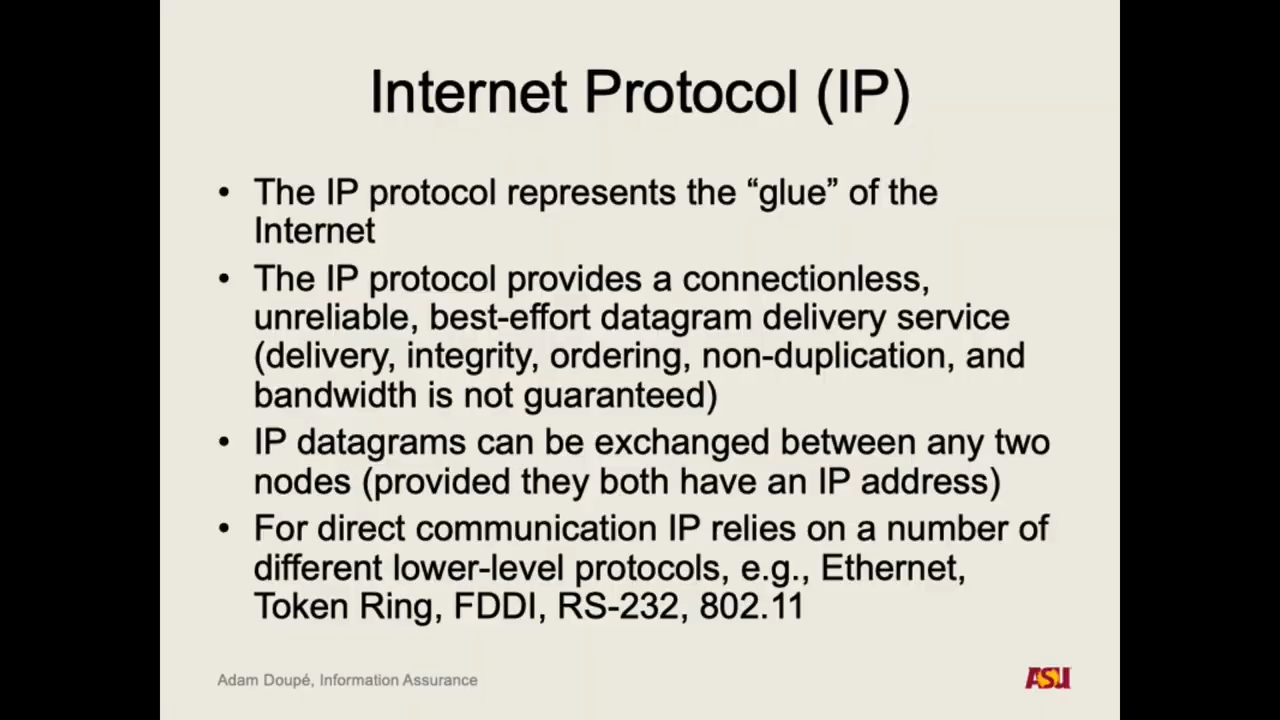 Internet Protocol (IP)
• The IP protocol represents the “glue” of the
Internet
• The IP protocol provides a connectionless,
unreliable, best-effort datagram delivery service
(delivery, integrity, ordering, non-duplication, and
bandwidth is not guaranteed)
• IP datagrams can be exchanged between any two
nodes (provided they both have an IP address)
• For direct communication IP relies on a number of
different lower-level protocols, e.g., Ethernet,
Token Ring, FDDI, RS-232, 802.11
Adam Doupé, Information Assurance
ASU